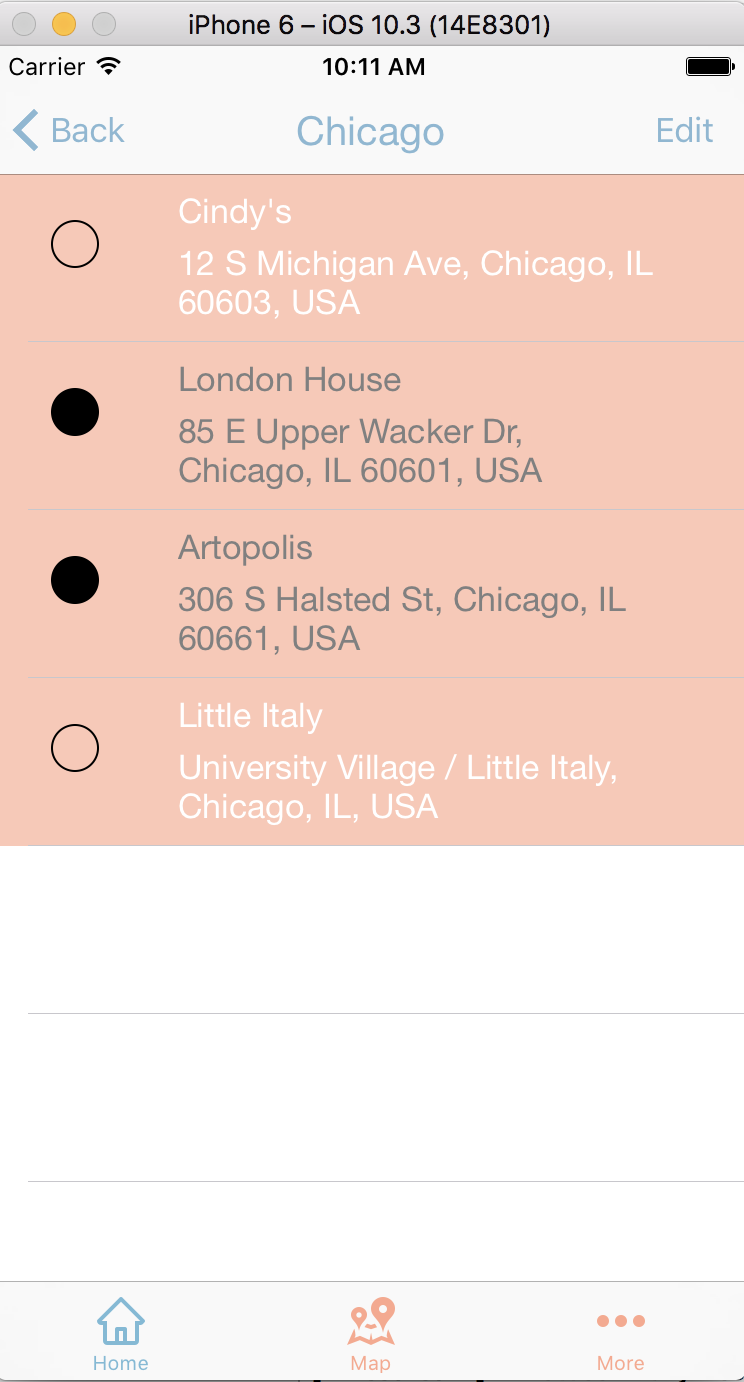 iPhone 6 – iOS 10.3 (14E8301)
Carrier 10:11 AM
Back Chicago Edit
Cindy's
12 S Michigan Ave, Chicago, IL
60603, USA
London House
85 E Upper Wacker Dr,
Chicago, IL 60601, USA
Artopolis
306 S Halsted St, Chicago, IL
60661, USA
Little Italy
University Village / Little Italy,
Chicago, IL, USA
Home Map More